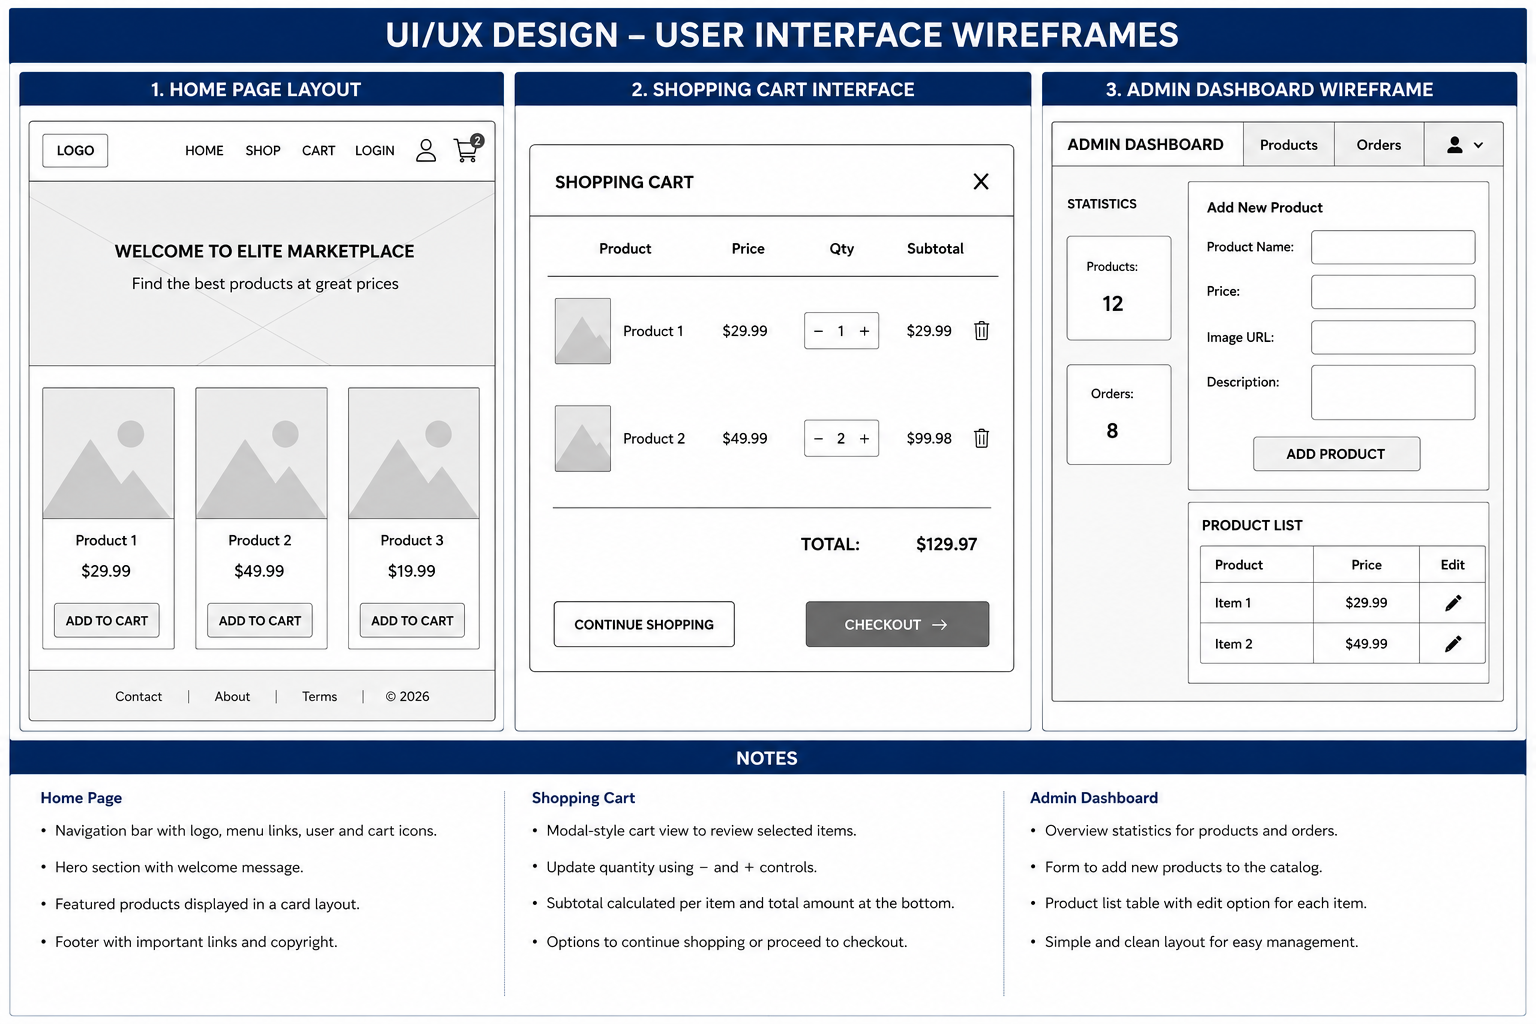 UI/UX DESIGN – USER INTERFACE WIREFRAMES
1. HOME PAGE LAYOUT
LOGO HOME SHOP CART LOGIN 2
WELCOME TO ELITE MARKETPLACE
Find the best products at great prices
Product 1 Product 2 Product 3
$29.99 $49.99 $19.99
ADD TO CART ADD TO CART ADD TO CART
Contact | About | Terms | © 2026
2. SHOPPING CART INTERFACE
SHOPPING CART X
Product Price Qty Subtotal
Product 1 $29.99 − 1 + $29.99
Product 2 $49.99 − 2 + $99.98
TOTAL: $129.97
CONTINUE SHOPPING CHECKOUT →
3. ADMIN DASHBOARD WIREFRAME
ADMIN DASHBOARD Products Orders
STATISTICS
Products:
12
Orders:
8
Add New Product
Product Name:
Price:
Image URL:
Description:
ADD PRODUCT
PRODUCT LIST
Product Price Edit
Item 1 $29.99
Item 2 $49.99
NOTES
Home Page
• Navigation bar with logo, menu links, user and cart icons.
• Hero section with welcome message.
• Featured products displayed in a card layout.
• Footer with important links and copyright.
Shopping Cart
• Modal-style cart view to review selected items.
• Update quantity using − and + controls.
• Subtotal calculated per item and total amount at the bottom.
• Options to continue shopping or proceed to checkout.
Admin Dashboard
• Overview statistics for products and orders.
• Form to add new products to the catalog.
• Product list table with edit option for each item.
• Simple and clean layout for easy management.